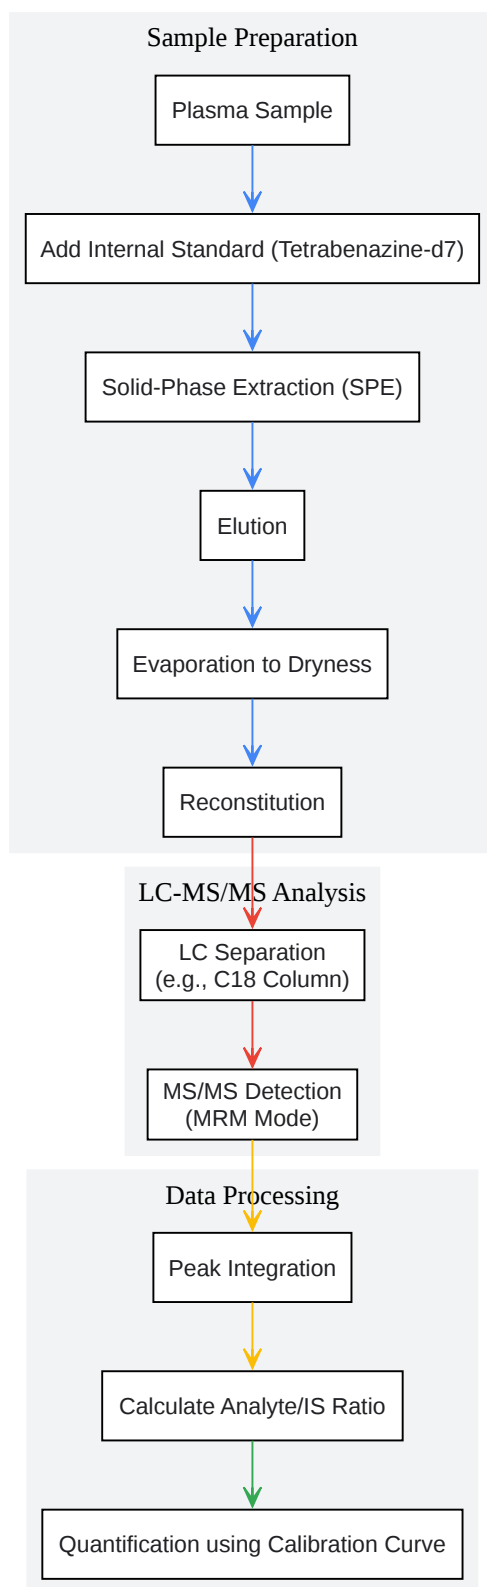 Sample Preparation
Plasma Sample
Add Internal Standard (Tetrabenazine-d7)
Solid-Phase Extraction (SPE)
Elution
Evaporation to Dryness
Reconstitution
LC-MS/MS Analysis
LC Separation
(e.g., C18 Column)
MS/MS Detection
(MRM Mode)
Data Processing
Peak Integration
Calculate Analyte/IS Ratio
Quantification using Calibration Curve